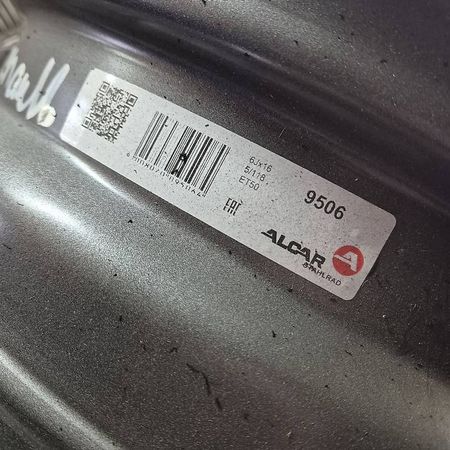 6Jx16
5/118
ET50
9506
EAC
ALCAR
STAHLRAD